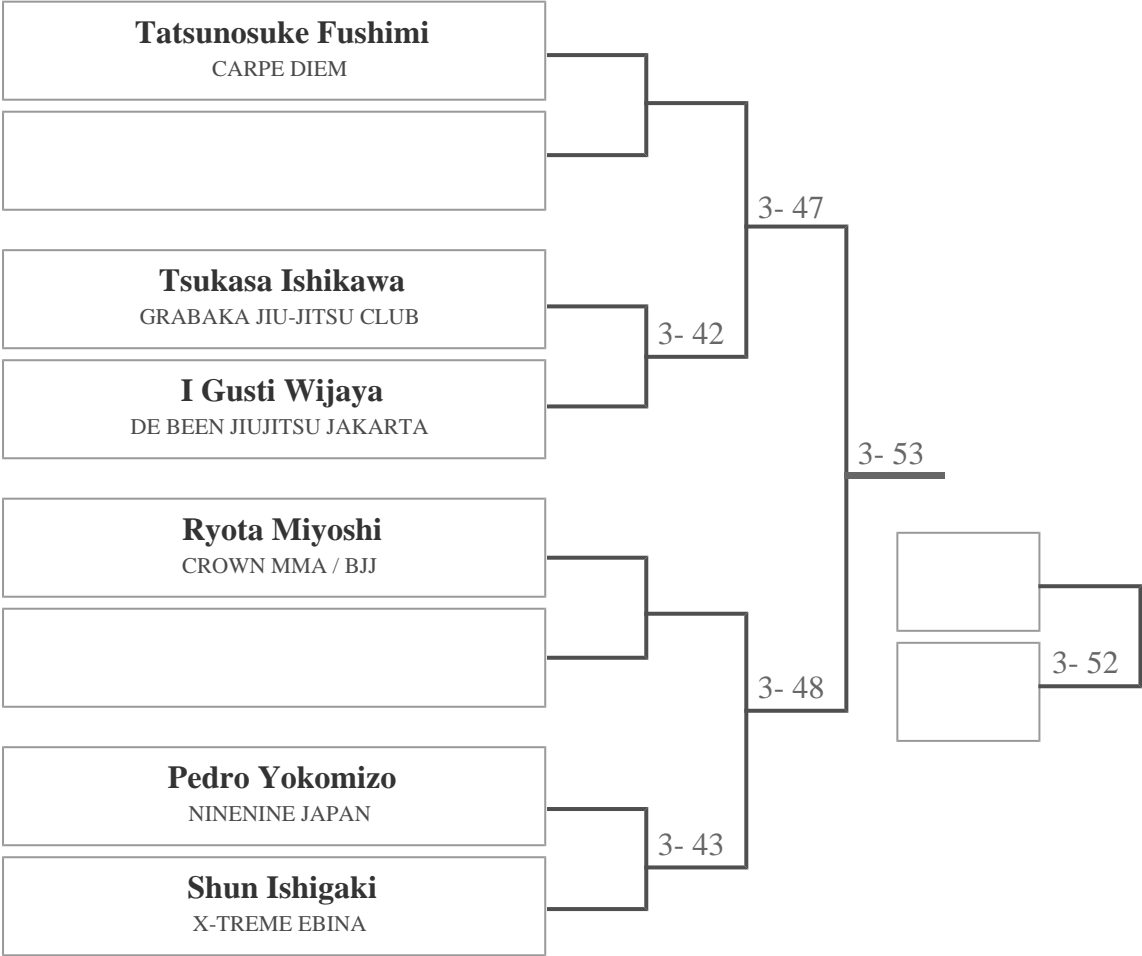 Tatsunosuke Fushimi
CARPE DIEM
3- 47
Tsukasa Ishikawa
GRABAKA JIU-JITSU CLUB
3- 42
I Gusti Wijaya
DE BEEN JIUJITSU JAKARTA
3- 53
Ryota Miyoshi
CROWN MMA / BJJ
3- 52
3- 48
Pedro Yokomizo
NINENINE JAPAN
3- 43
Shun Ishigaki
X-TREME EBINA